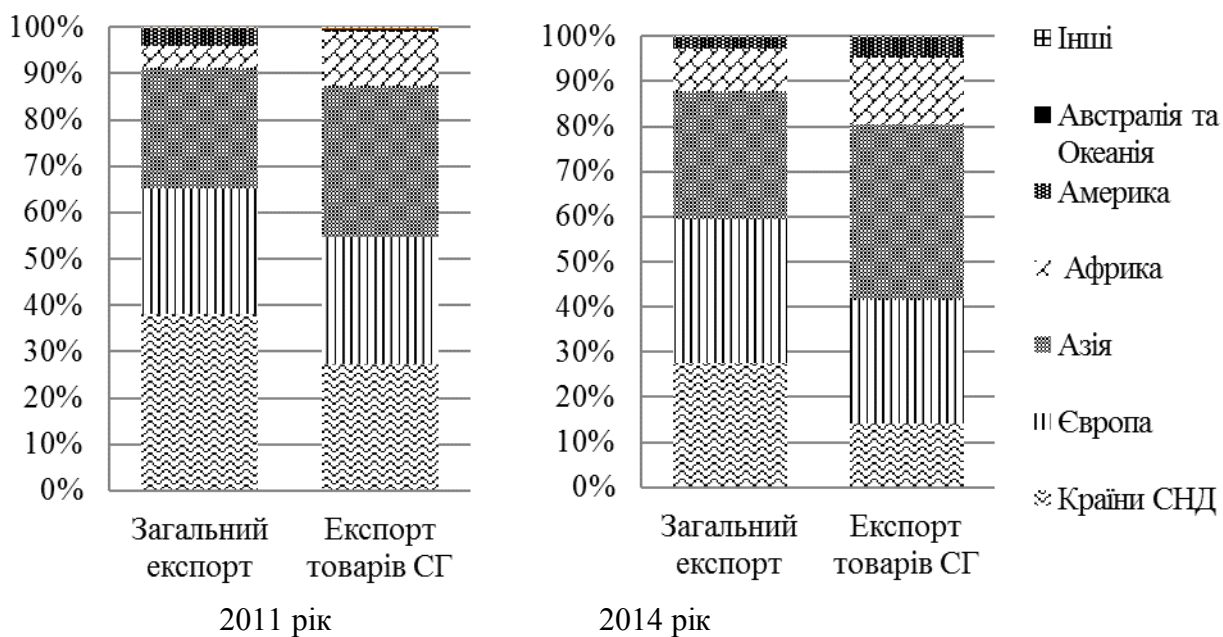 100%
90%
80%
70%
60%
50%
40%
30%
20%
10%
0%
Загальний
експорт
Експорт
товарів СГ
2011 рік
100%
90%
80%
70%
60%
50%
40%
30%
20%
10%
0%
Загальний
експорт
Експорт
товарів СГ
2014 рік
Інші
Австралія та
Океанія
Америка
Африка
Азія
Європа
Країни СНД